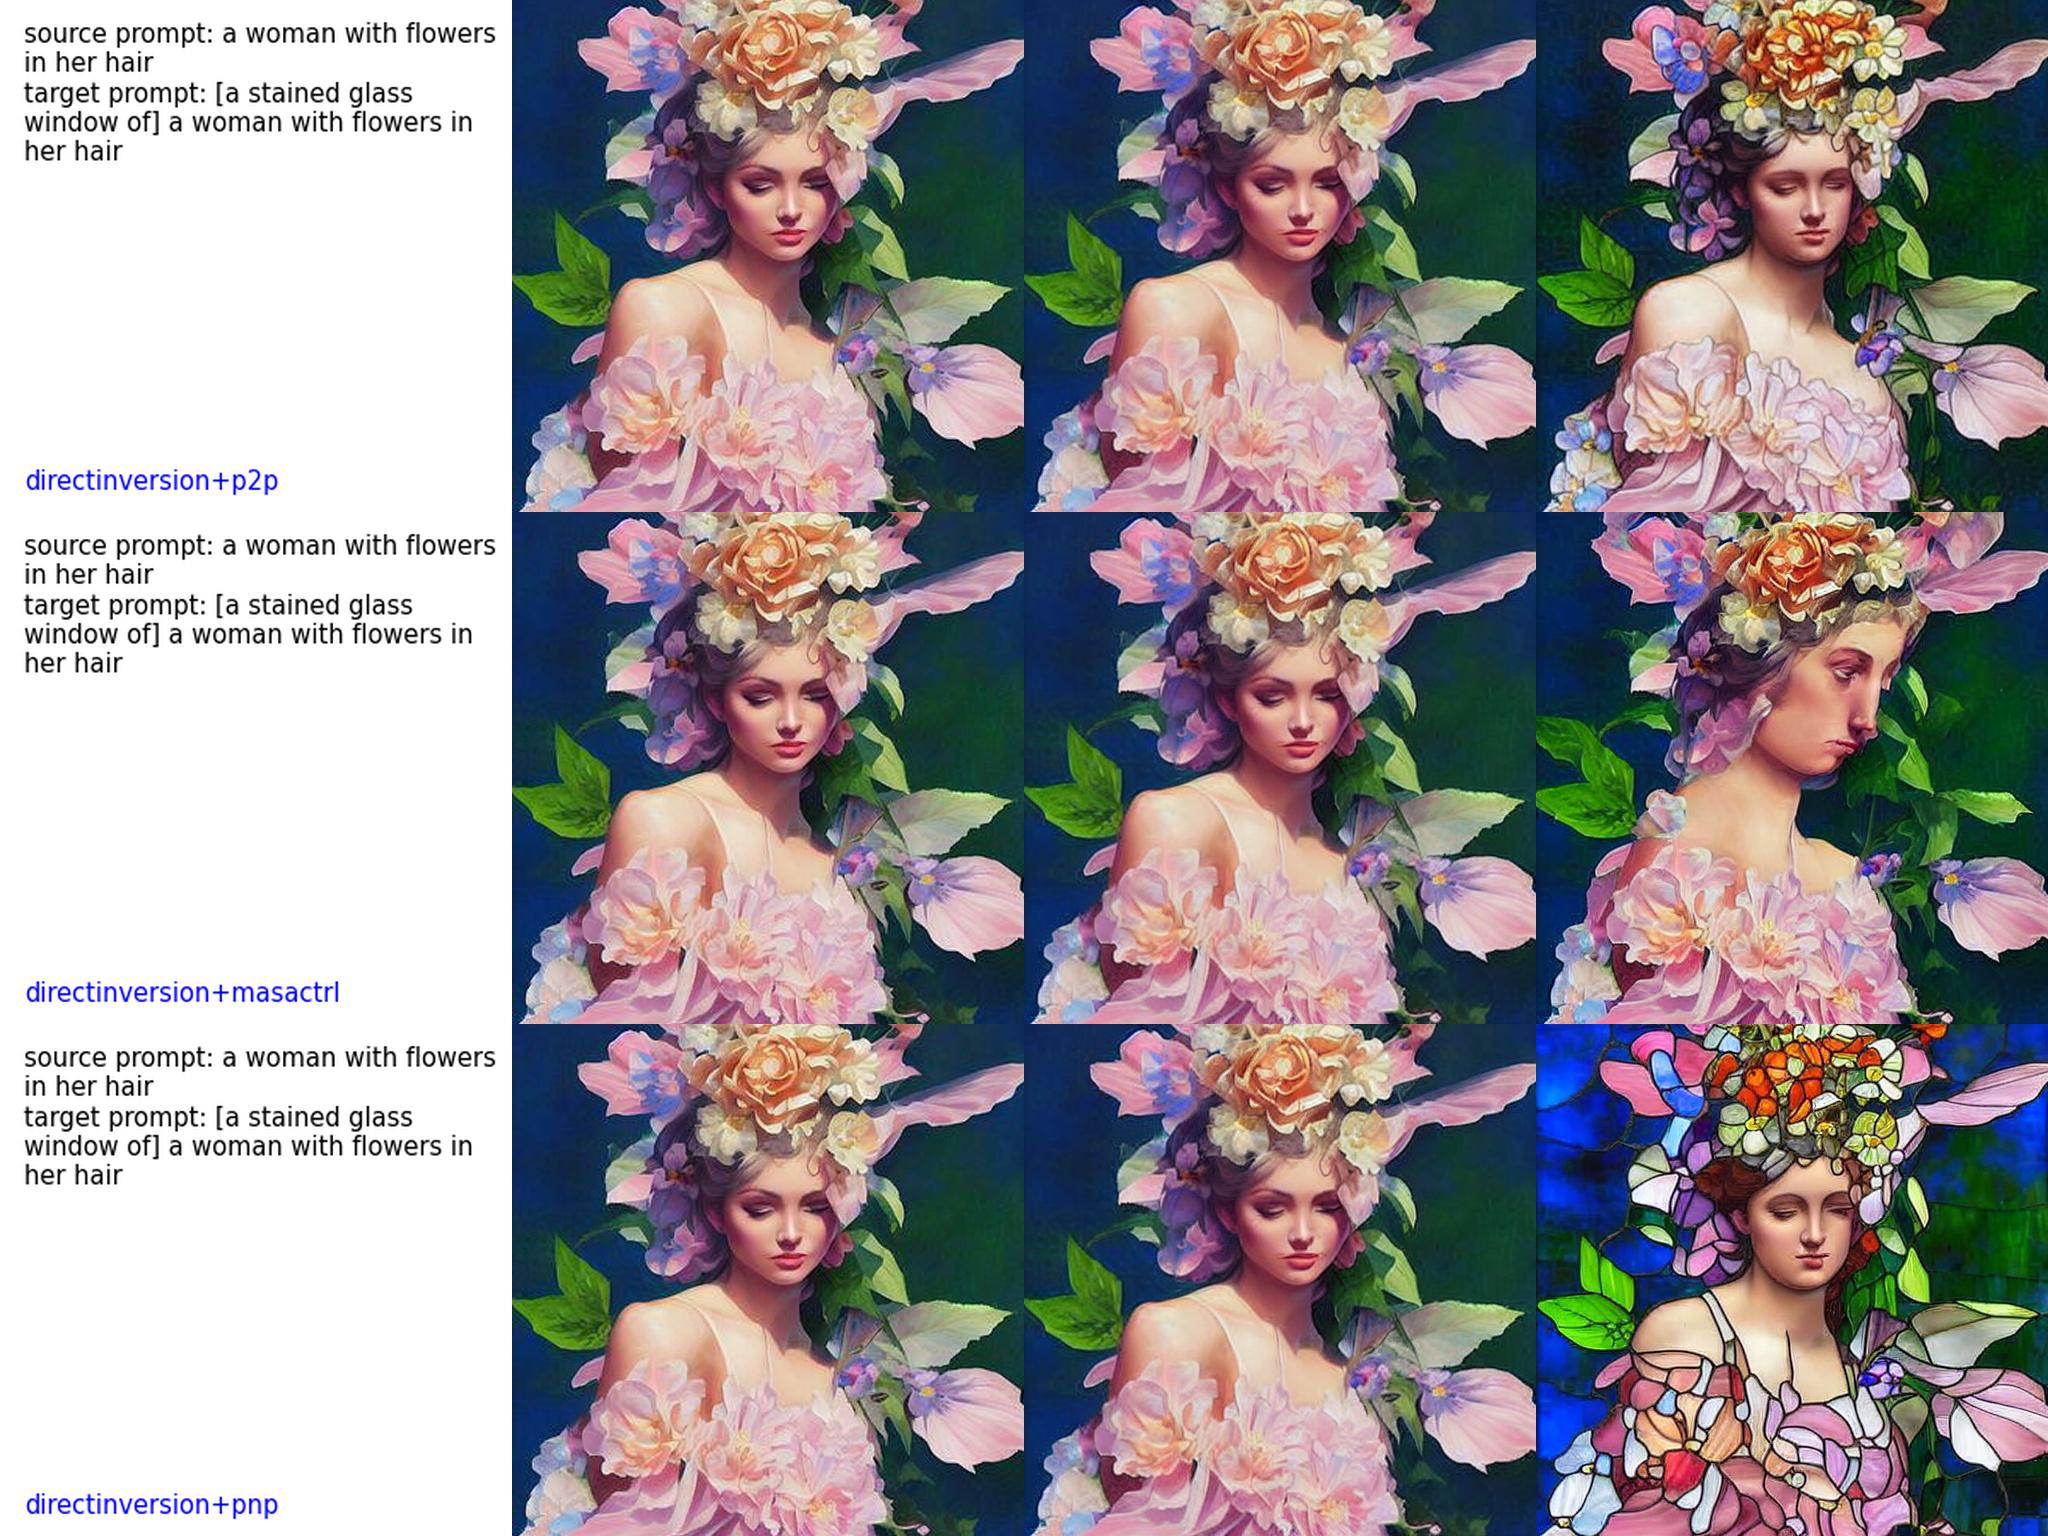 source prompt: a woman with flowers
in her hair
target prompt: [a stained glass
window of] a woman with flowers in
her hair
directinversion+p2p
source prompt: a woman with flowers
in her hair
target prompt: [a stained glass
window of] a woman with flowers in
her hair
directinversion+masactrl
source prompt: a woman with flowers
in her hair
target prompt: [a stained glass
window of] a woman with flowers in
her hair
directinversion+pnp